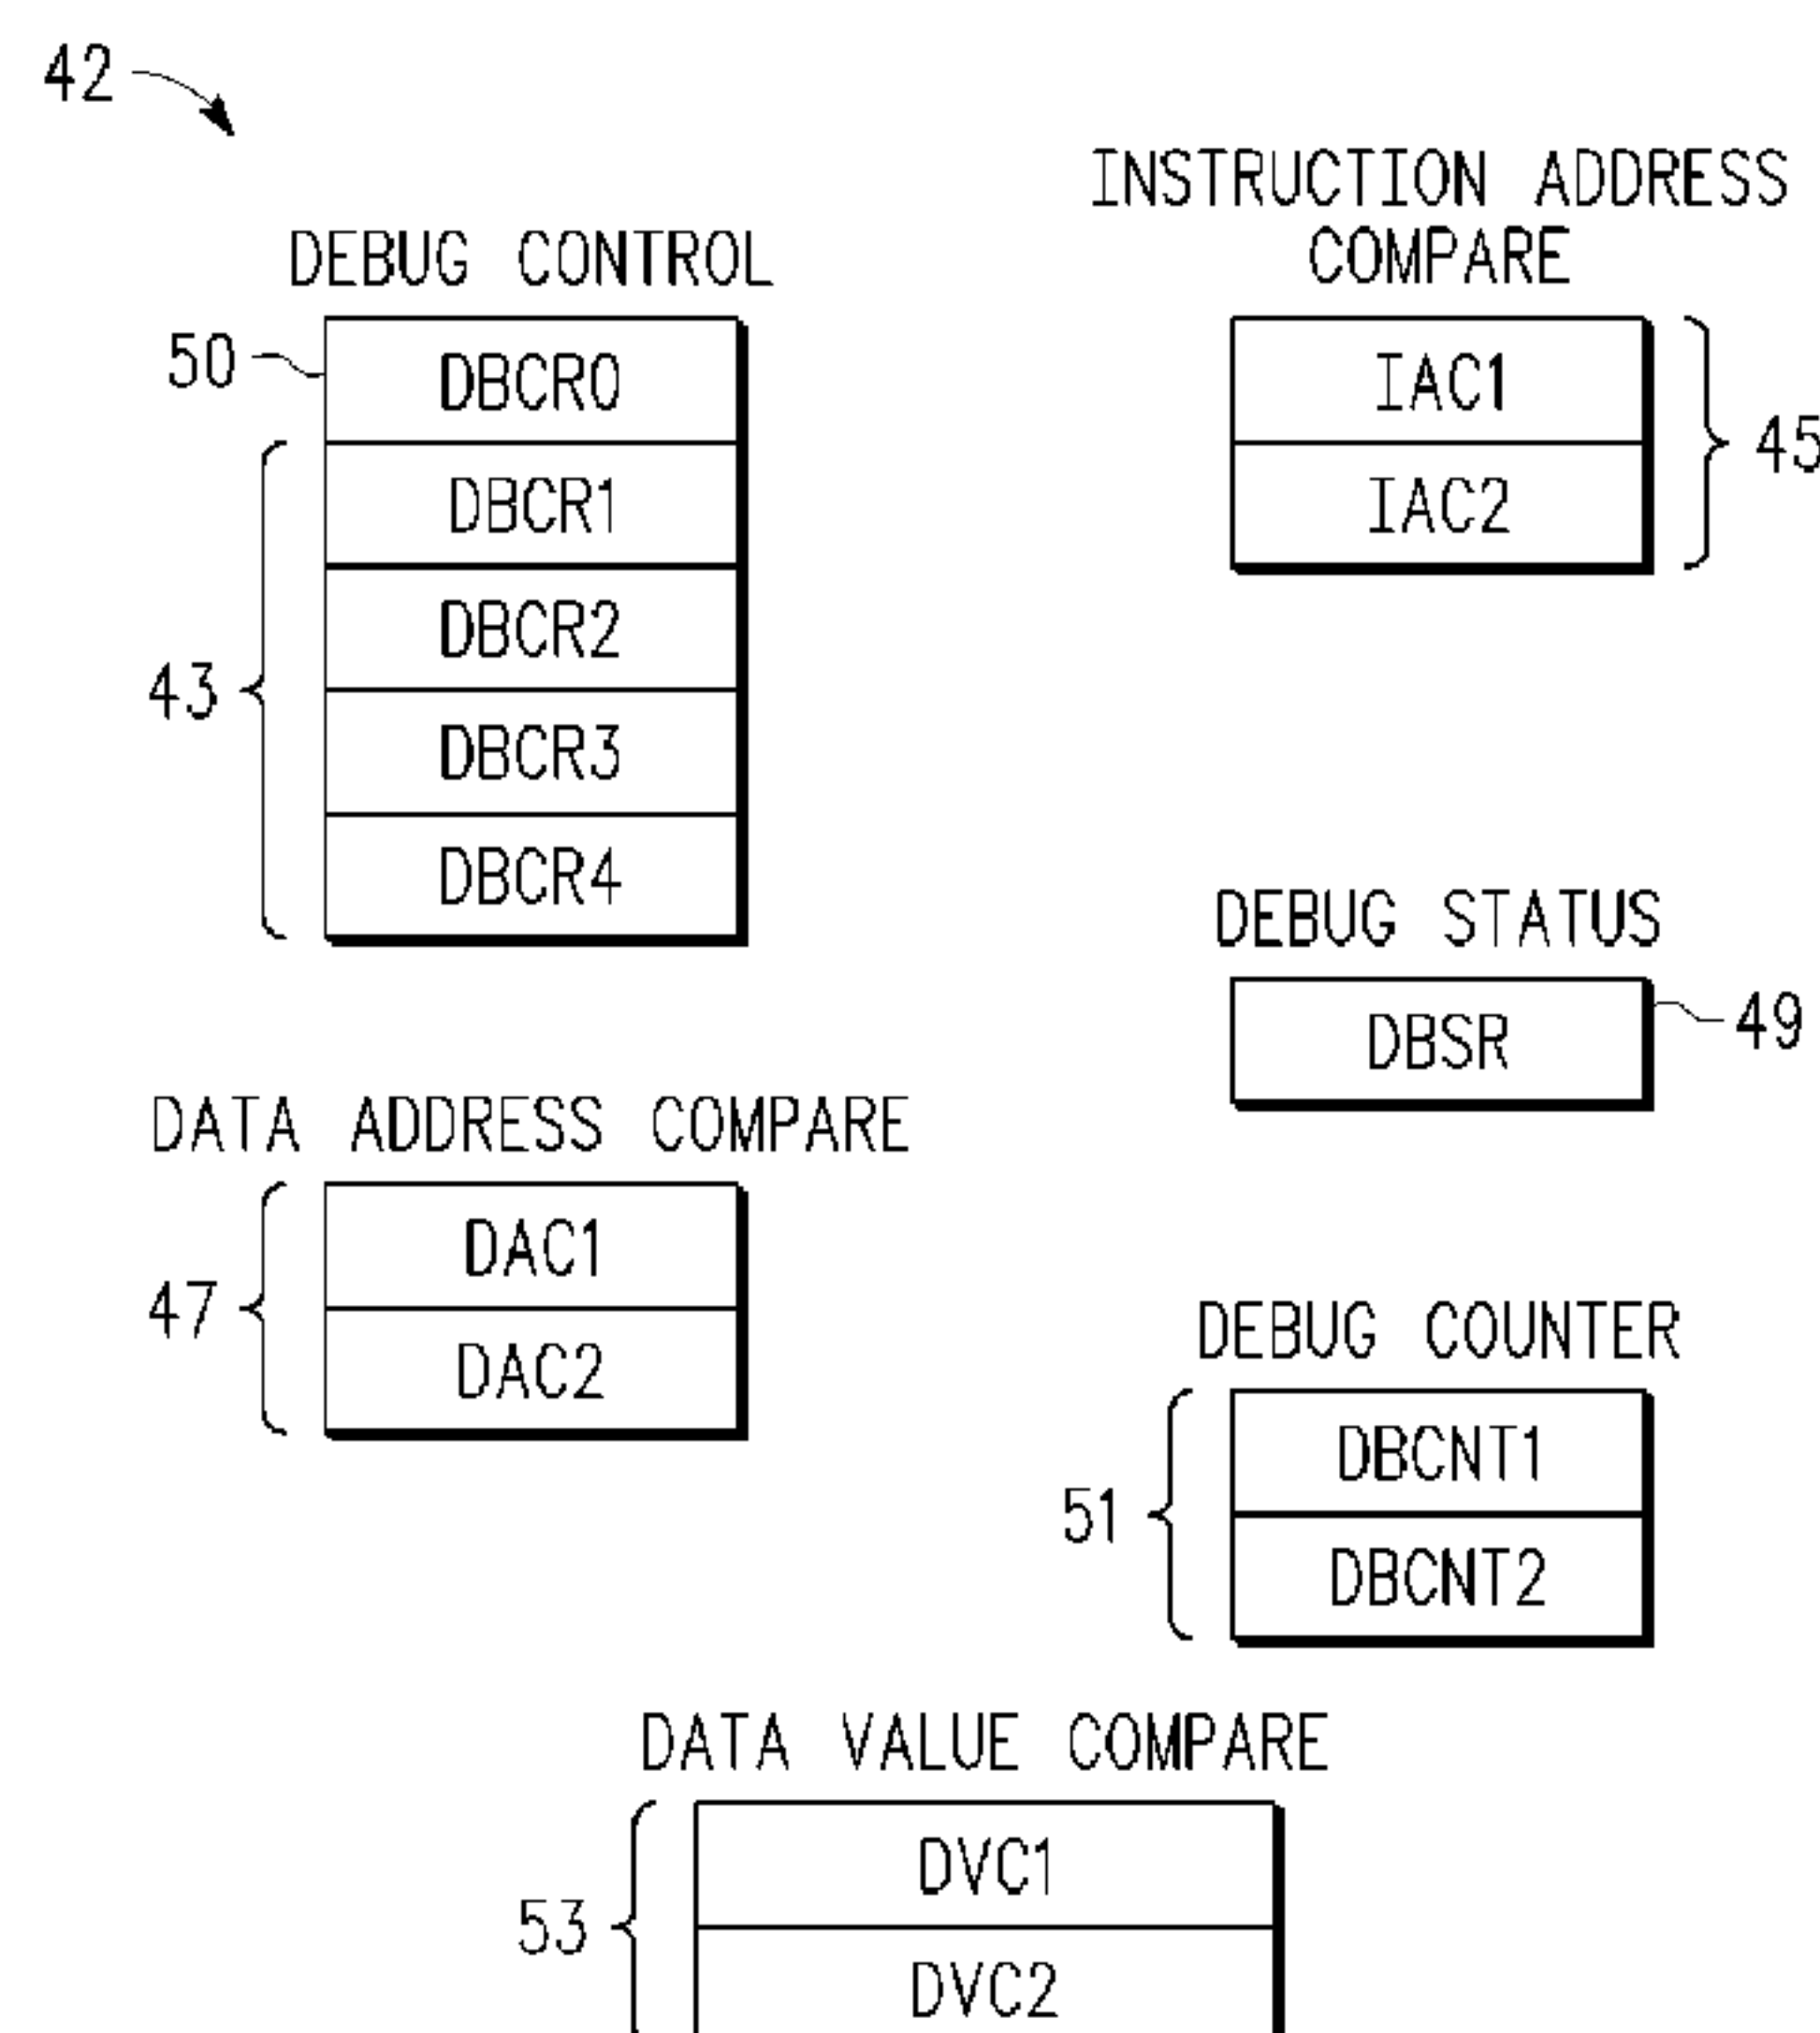 42
DEBUG CONTROL
50
DBCR0
DBCR1
DBCR2
DBCR3
DBCR4
43
INSTRUCTION ADDRESS
COMPARE
IAC1
IAC2
45
DEBUG STATUS
DBSR
49
DATA ADDRESS COMPARE
DAC1
DAC2
47
DEBUG COUNTER
DBCNT1
DBCNT2
51
DATA VALUE COMPARE
DVC1
DVC2
53